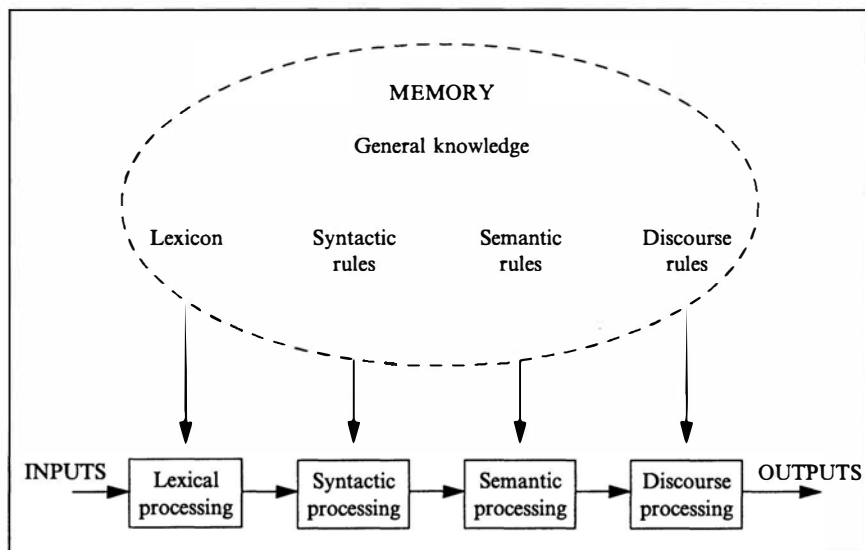 MEMORY
General knowledge
Lexicon
Syntactic
rules
Semantic
rules
Discourse
rules
INPUTS
Lexical
processing
Syntactic
processing
Semantic
processing
Discourse
processing
OUTPUTS